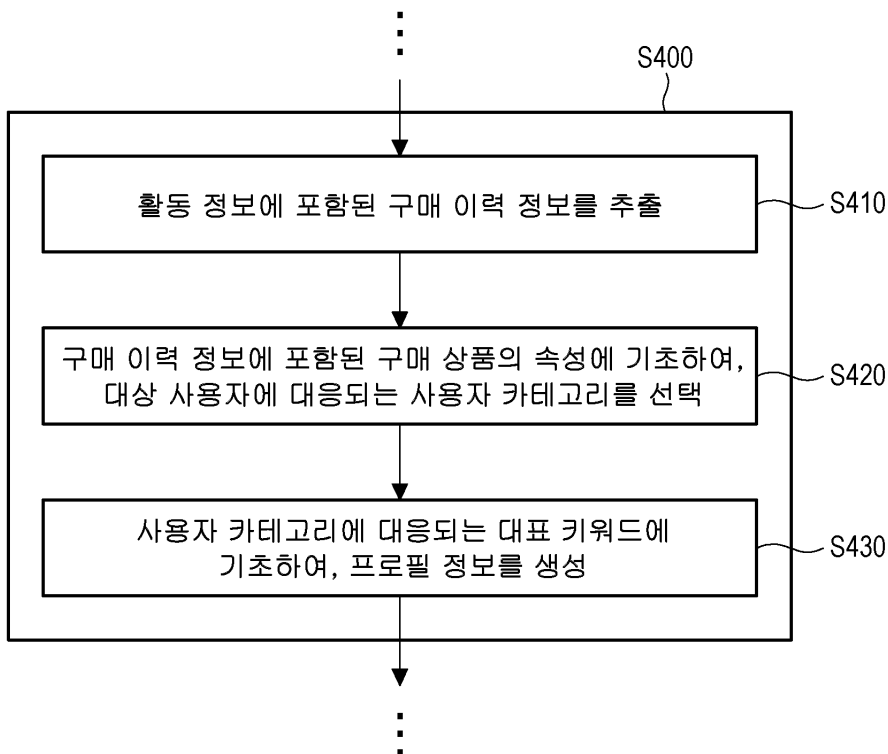 S400
활동 정보에 포함된 구매 이력 정보를 추출
S410
구매 이력 정보에 포함된 구매 상품의 속성에 기초하여,
대상 사용자에 대응되는 사용자 카테고리를 선택
S420
사용자 카테고리에 대응되는 대표 키워드에
기초하여, 프로필 정보를 생성
S430